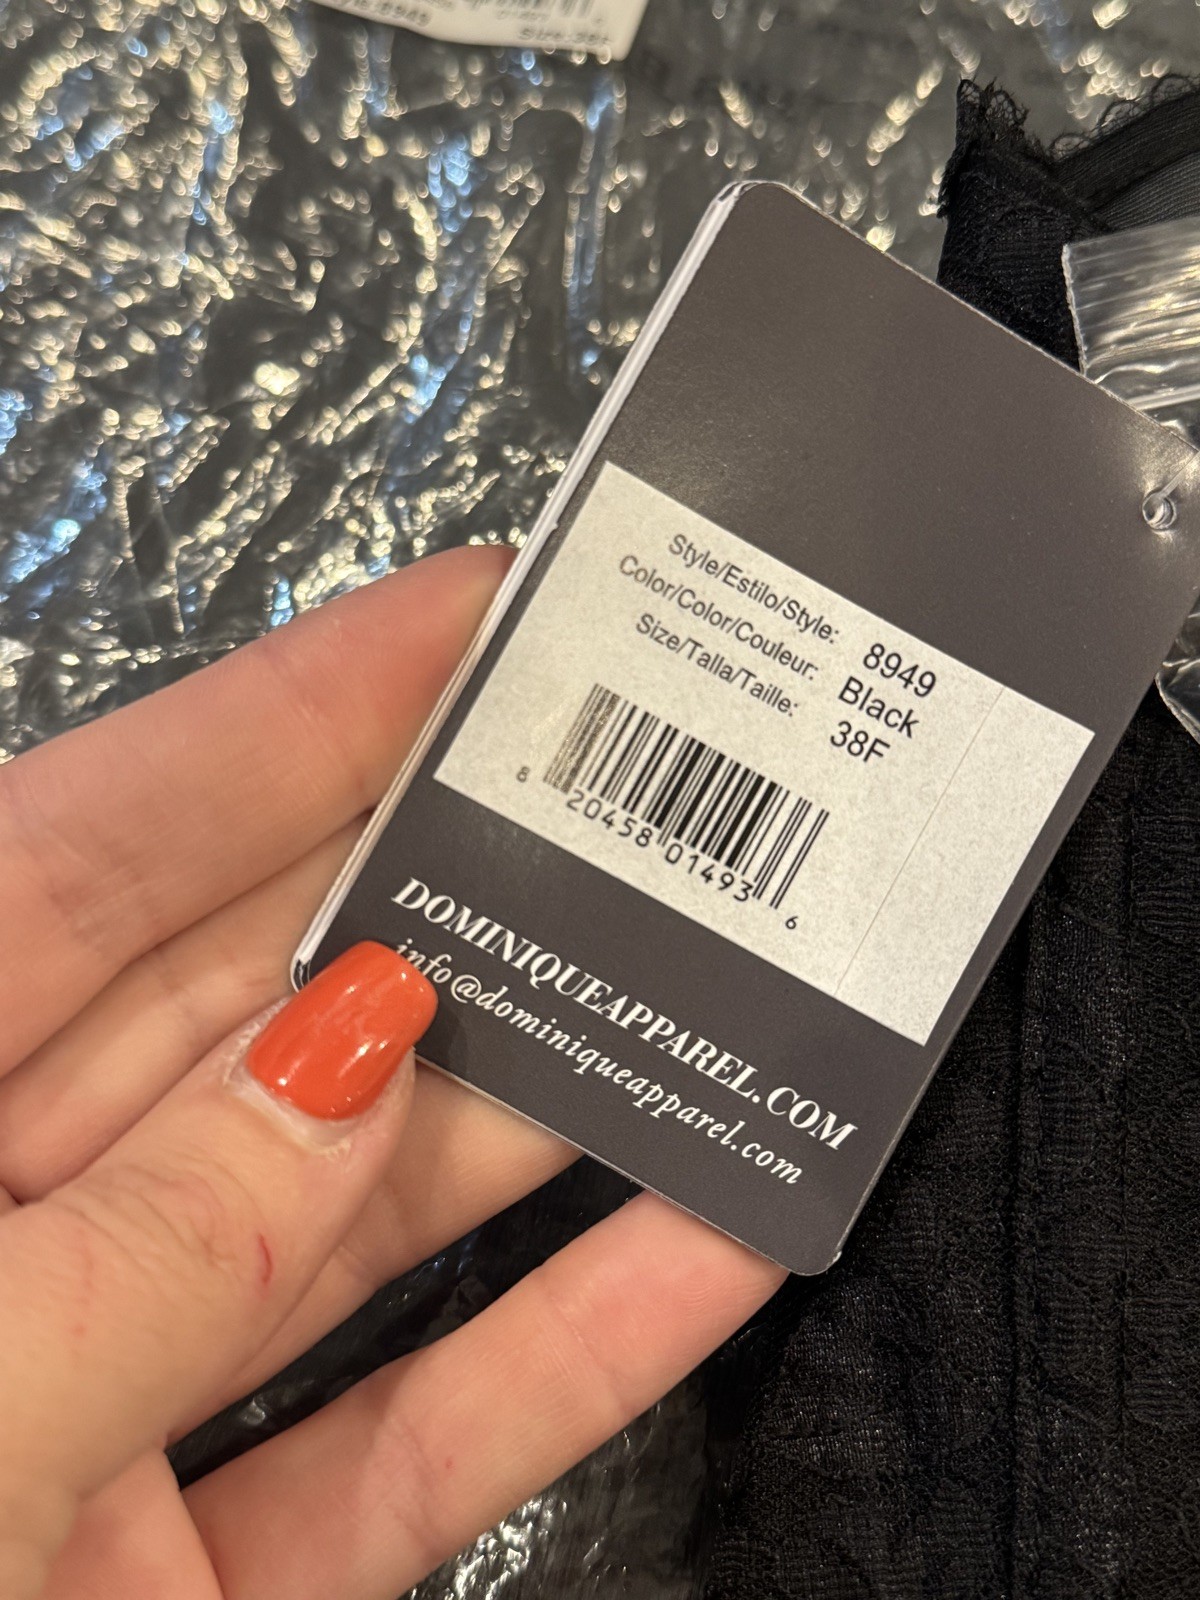 8949
Style/Estilo/Style: 8949
Color/Color/Couleur: Black
Size/Talla/Taille: 38F
8 20458 01493 6
DOMINIQUEAPPAREL.COM
info@dominiqueapparel.com